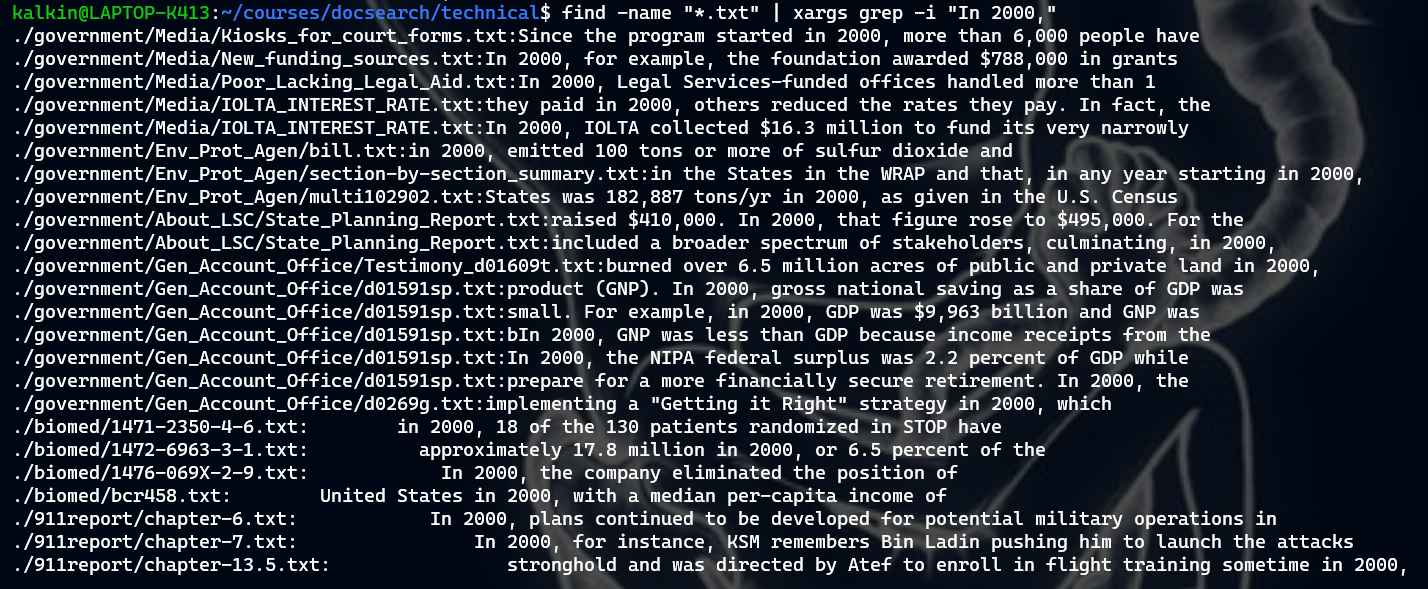 kalkin@LAPTOP-K413:~/courses/docsearch/technical$ find -name "*.txt" | xargs grep -i "In 2000,"
./government/Media/Kiosks_for_court_forms.txt:Since the program started in 2000, more than 6,000 people have
./government/Media/New_funding_sources.txt:In 2000, for example, the foundation awarded $788,000 in grants
./government/Media/Poor_Lacking_Legal_Aid.txt:In 2000, Legal Services-funded offices handled more than 1
./government/Media/IOLTA_INTEREST_RATE.txt:they paid in 2000, others reduced the rates they pay. In fact, the
./government/Media/IOLTA_INTEREST_RATE.txt:In 2000, IOLTA collected $16.3 million to fund its very narrowly
./government/Env_Prot_Agen/bill.txt:in 2000, emitted 100 tons or more of sulfur dioxide and
./government/Env_Prot_Agen/section-by-section_summary.txt:in the States in the WRAP and that, in any year starting in 2000,
./government/Env_Prot_Agen/multi102902.txt:States was 182,887 tons/yr in 2000, as given in the U.S. Census
./government/About_LSC/State_Planning_Report.txt:raised $410,000. In 2000, that figure rose to $495,000. For the
./government/About_LSC/State_Planning_Report.txt:included a broader spectrum of stakeholders, culminating, in 2000,
./government/Gen_Account_Office/Testimony_d01609t.txt:burned over 6.5 million acres of public and private land in 2000,
./government/Gen_Account_Office/d01591sp.txt:product (GNP). In 2000, gross national saving as a share of GDP was
./government/Gen_Account_Office/d01591sp.txt:small. For example, in 2000, GDP was $9,963 billion and GNP was
./government/Gen_Account_Office/d01591sp.txt:bIn 2000, GNP was less than GDP because income receipts from the
./government/Gen_Account_Office/d01591sp.txt:In 2000, the NIPA federal surplus was 2.2 percent of GDP while
./government/Gen_Account_Office/d01591sp.txt:prepare for a more financially secure retirement. In 2000, the
./government/Gen_Account_Office/d0269g.txt:implementing a "Getting it Right" strategy in 2000, which
./biomed/1471-2350-4-6.txt:        in 2000, 18 of the 130 patients randomized in STOP have
./biomed/1472-6963-3-1.txt:          approximately 17.8 million in 2000, or 6.5 percent of the
./biomed/1476-069X-2-9.txt:            In 2000, the company eliminated the position of
./biomed/bcr458.txt:        United States in 2000, with a median per-capita income of
./911report/chapter-6.txt:            In 2000, plans continued to be developed for potential military operations in
./911report/chapter-7.txt:                In 2000, for instance, KSM remembers Bin Ladin pushing him to launch the attacks
./911report/chapter-13.5.txt:                stronghold and was directed by Atef to enroll in flight training sometime in 2000,